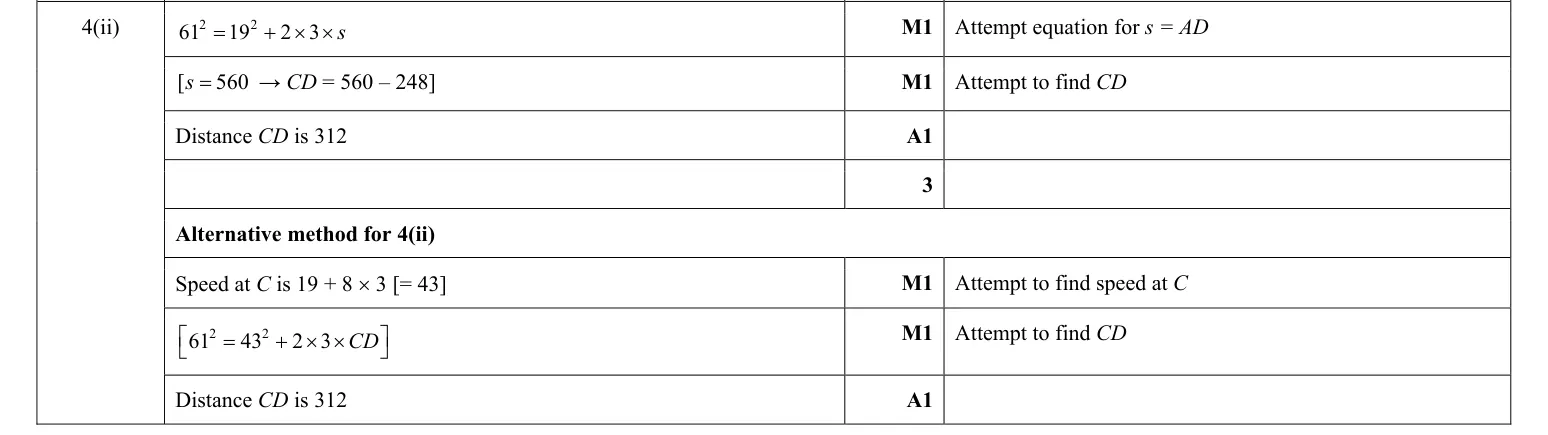 4(ii) 61² = 19² + 2 × 3 × s M1 Attempt equation for s = AD
[s = 560 → CD = 560 – 248] M1 Attempt to find CD
Distance CD is 312 A1
3
Alternative method for 4(ii)
Speed at C is 19 + 8 × 3 [= 43] M1 Attempt to find speed at C
[61² = 43² + 2 × 3 × CD] M1 Attempt to find CD
Distance CD is 312 A1